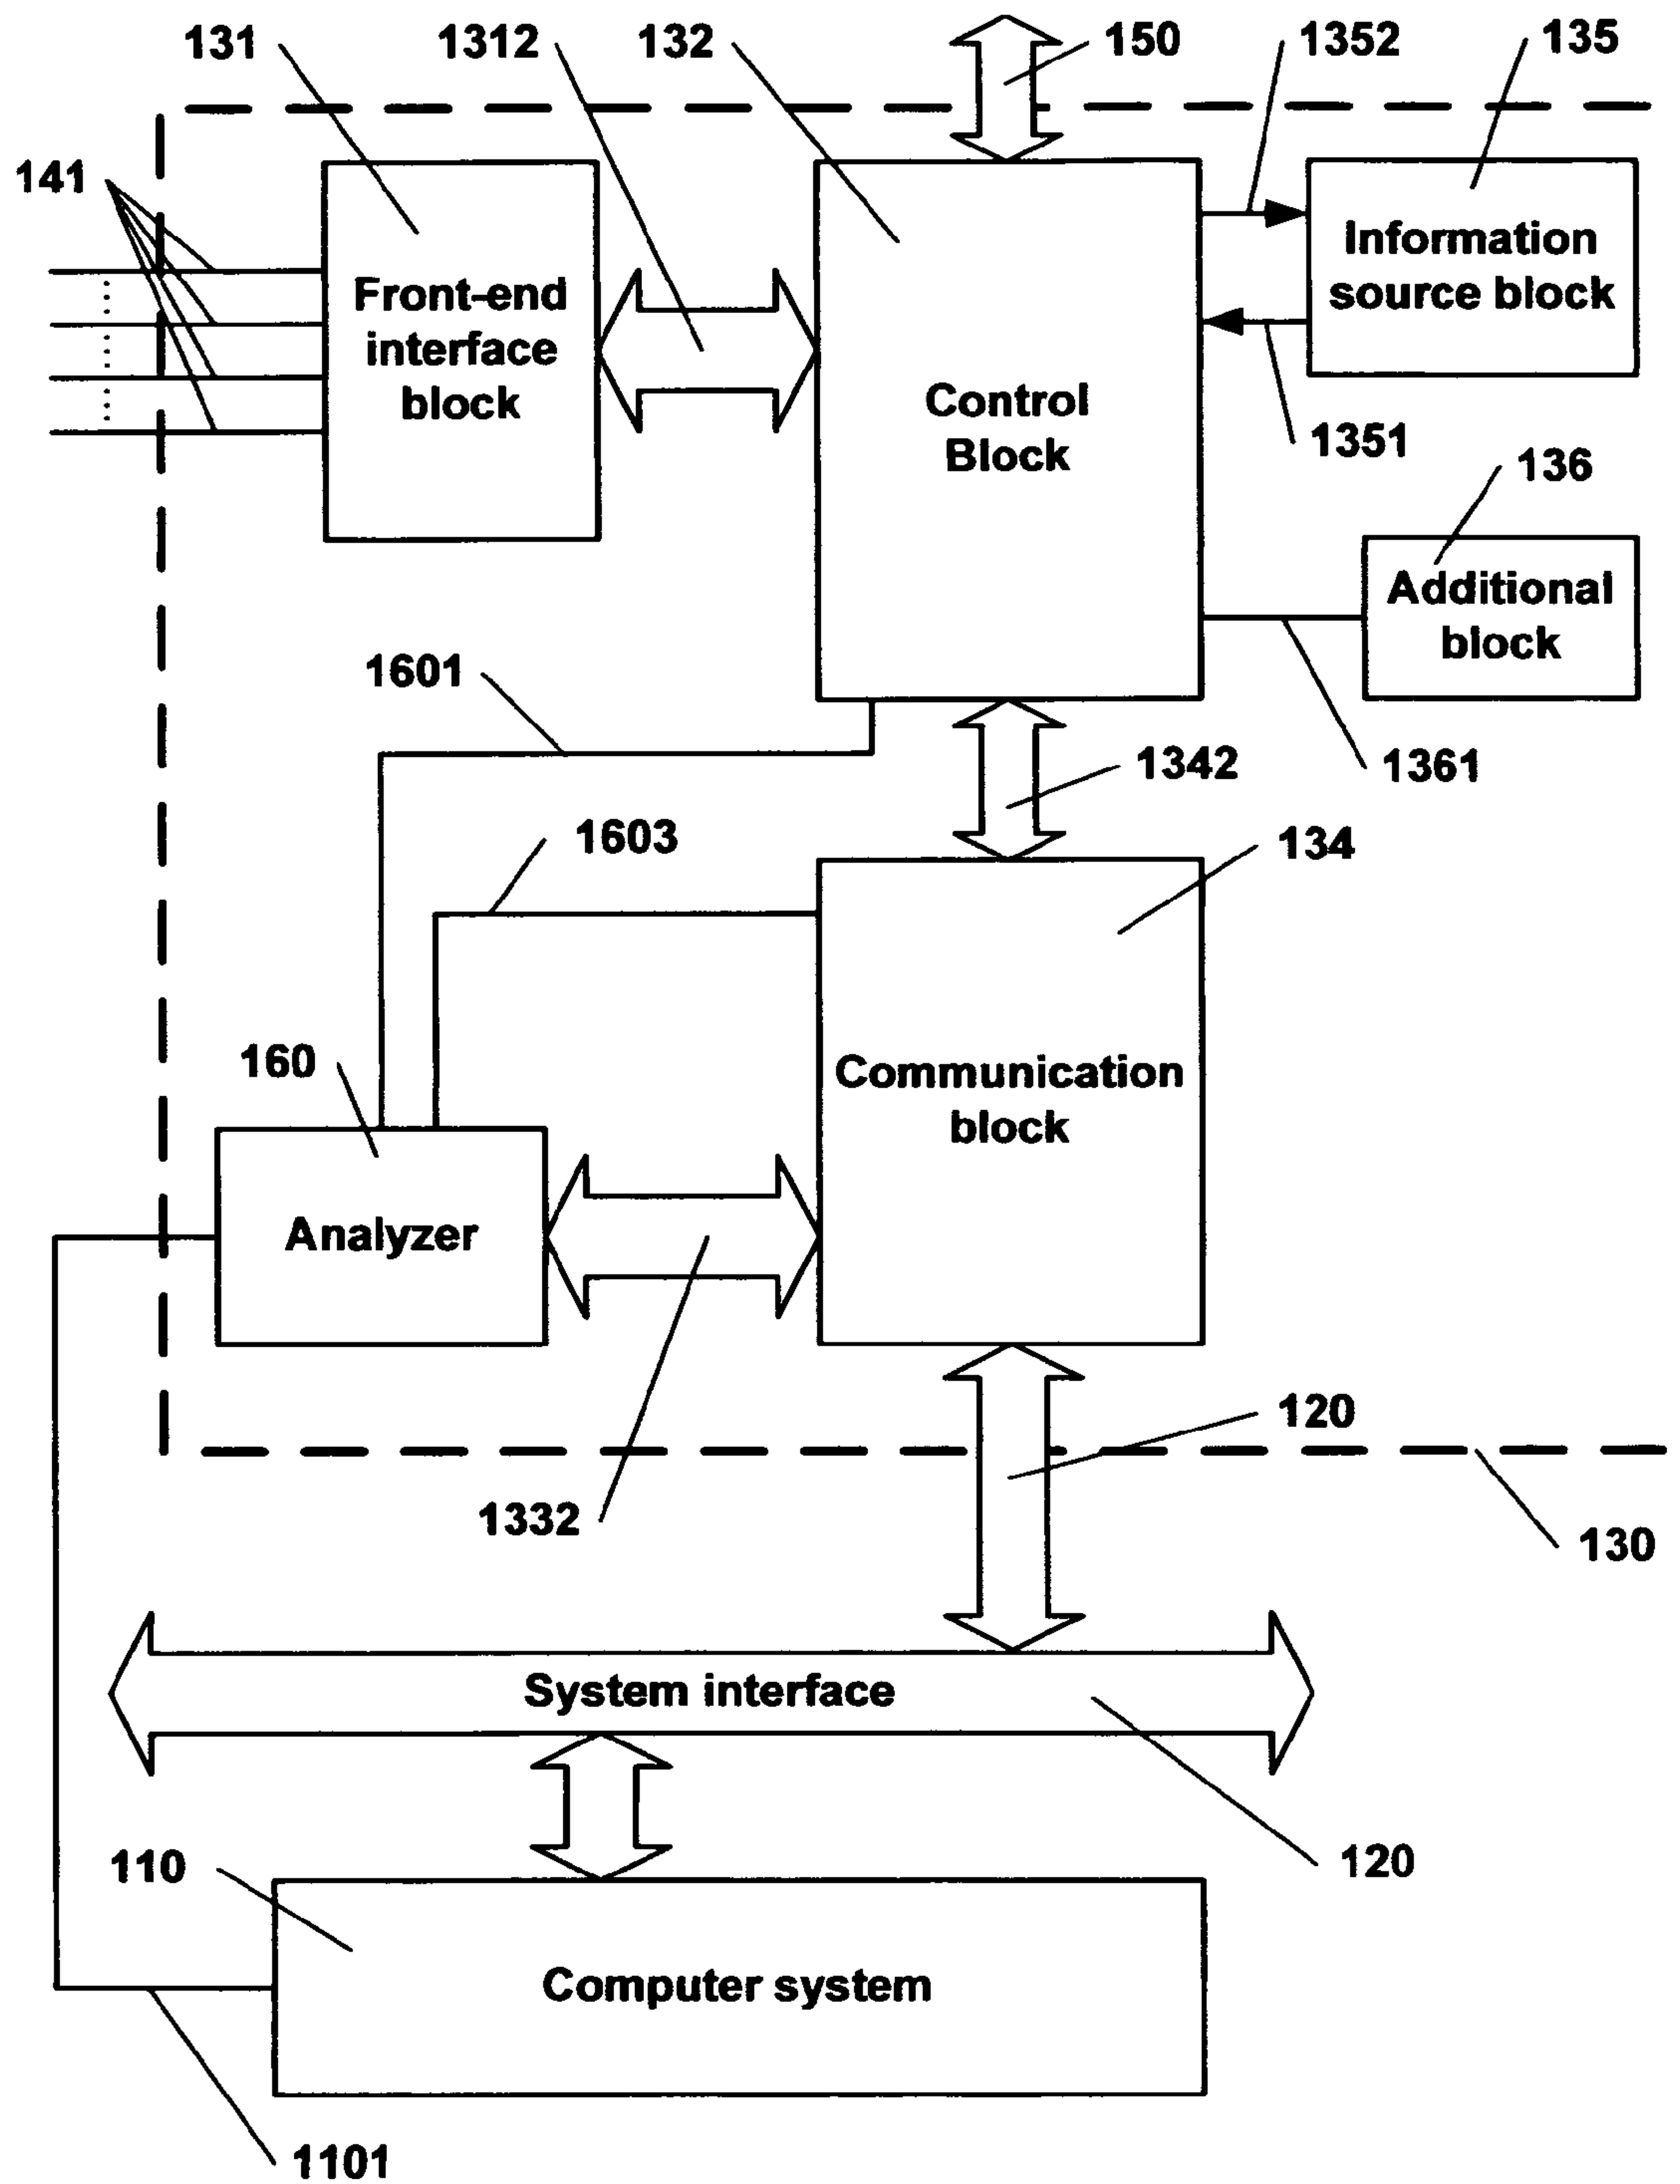 131
1312
132
150
1352
135
141
Information
source block
Front-end
interface
block
Control
Block
1351
136
Additional
block
1601
1342
1361
1603
134
160
Communication
block
Analyzer
120
1332
130
System interface
110
120
Computer system
1101